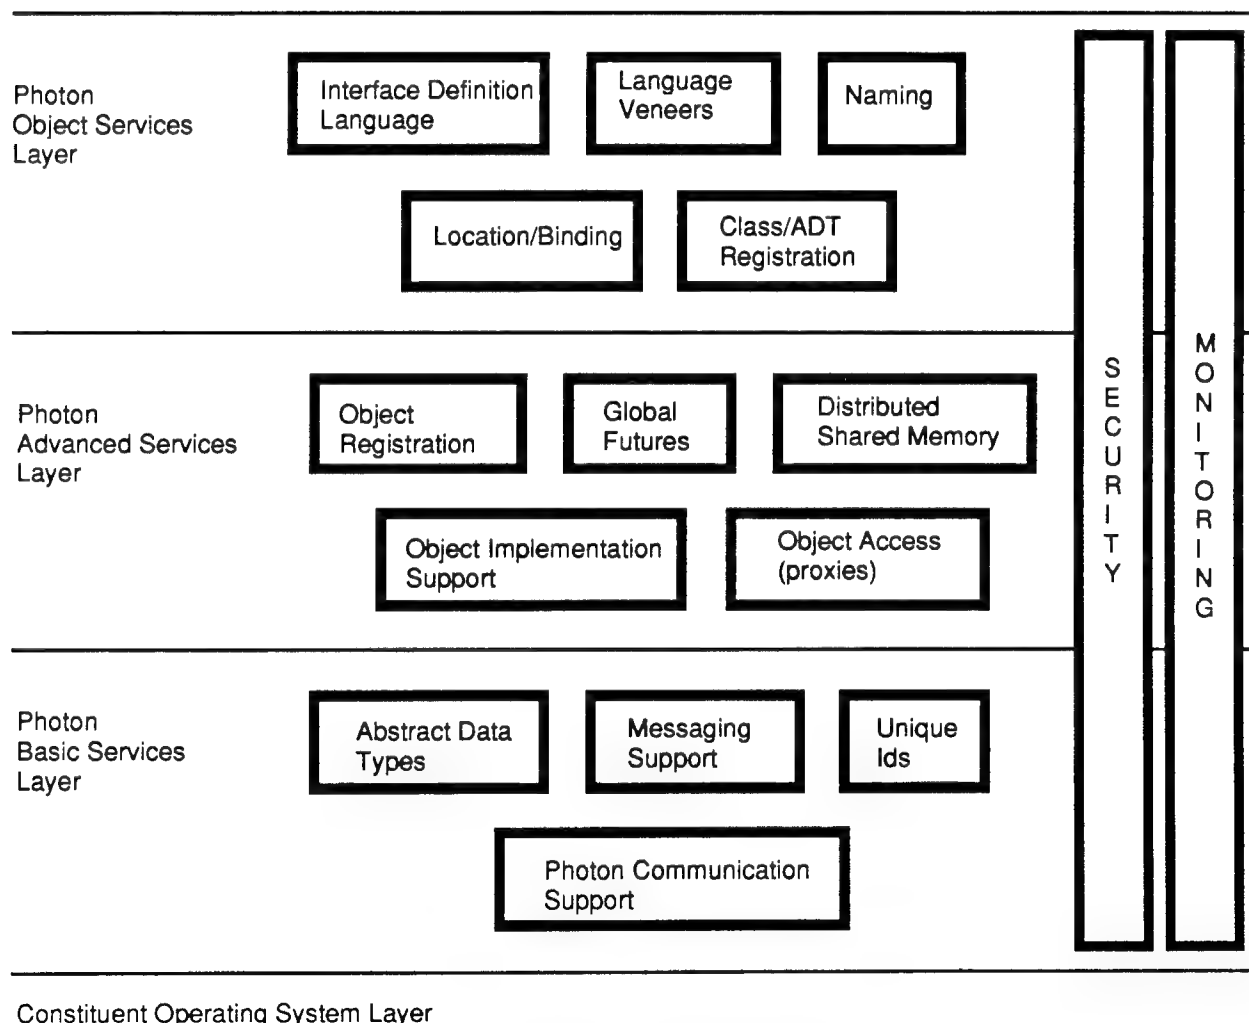 Photon
Object Services
Layer
Interface Definition
Language
Language
Veneers
Naming
Location/Binding
Class/ADT
Registration
Photon
Advanced Services
Layer
Object
Registration
Global
Futures
Distributed
Shared Memory
Object Implementation
Support
Object Access
(proxies)
Photon
Basic Services
Layer
Abstract Data
Types
Messaging
Support
Unique
Ids
Photon Communication
Support
SECURITY
MONITORING
Constituent Operating System Layer